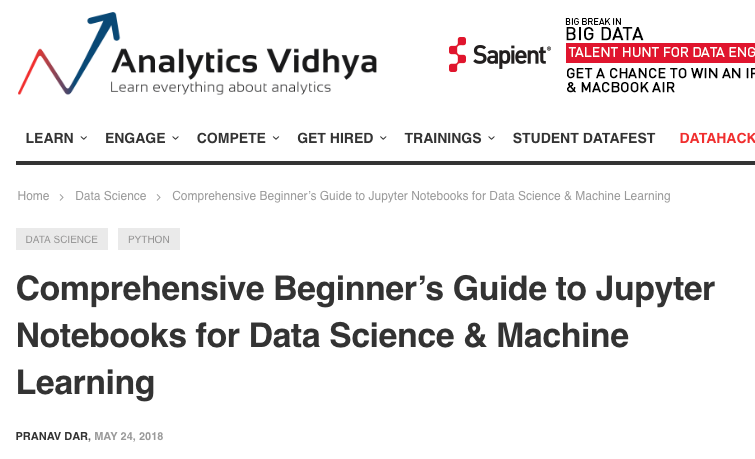 Analytics Vidhya
Learn everything about analytics
Sapient®
BIG BREAK IN
BIG DATA
TALENT HUNT FOR DATA ENG
GET A CHANCE TO WIN AN
& MACBOOK AIR
LEARN ENGAGE COMPETE GET HIRED TRAININGS STUDENT DATAFEST DATAHACK
Home > Data Science > Comprehensive Beginner’s Guide to Jupyter Notebooks for Data Science & Machine Learning
DATA SCIENCE PYTHON
Comprehensive Beginner’s Guide to Jupyter
Notebooks for Data Science & Machine
Learning
PRANAV DAR, MAY 24, 2018